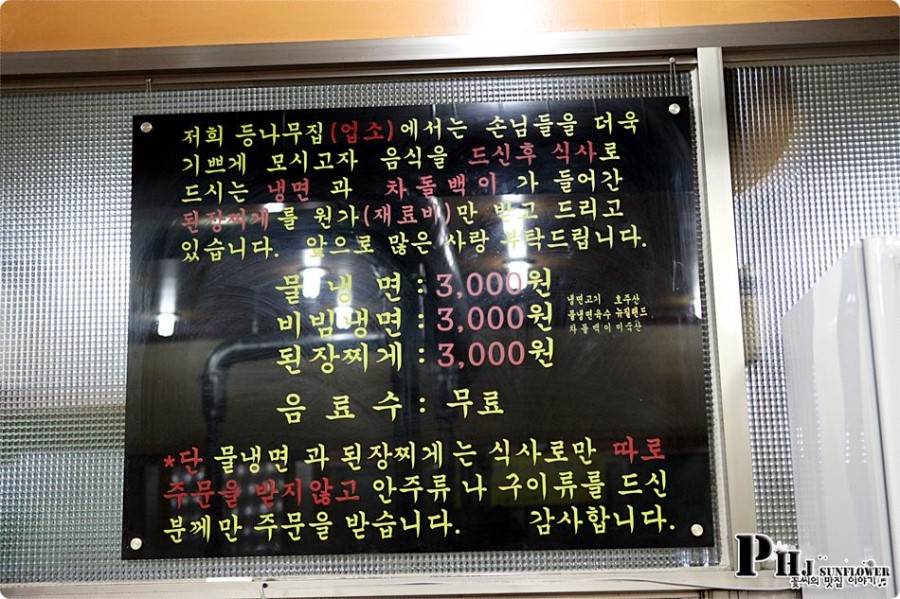 저희 등나무집(업소)에서는 손님들을 더욱
기쁘게 모시고자 음식을 드신후 식사로
드시는 냉면 과 차돌백이 가 들어간
된장찌게를 원가(재료비)만 받고 드리고
있습니다. 앞으로 많은 사랑 부탁드립니다.
물 냉 면 : 3,000원
비빔냉면 : 3,000원
된장찌게 : 3,000원
냉면고기 호주산
물냉면육수 뉴질랜드
차돌백이 미국산
음 료 수 : 무료
*단 물냉면 과 된장찌게는 식사로만 따로
주문을 받지않고 안주류나 구이류를 드신
분께만 주문을 받습니다. 감사합니다.
PHJ SUNFLOWER
꽃씨의 맛집 이야기♬